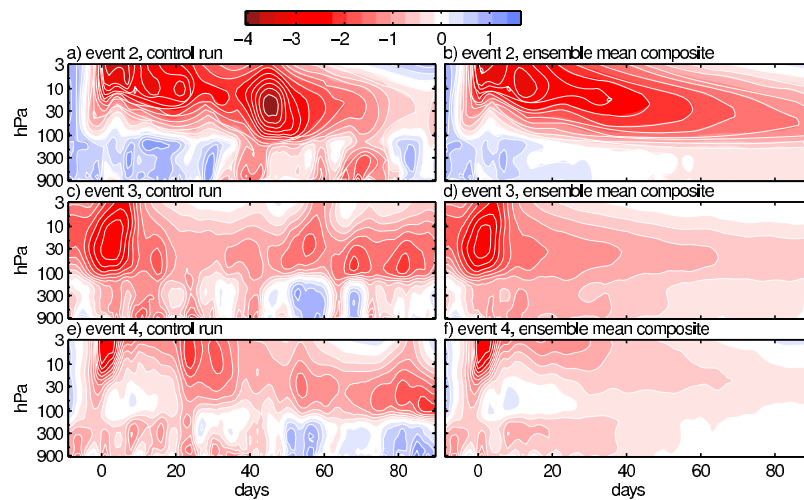 −4 −3 −2 −1 0 1
a) event 2, control run b) event 2, ensemble mean composite
3
10
30
100
300
900
hPa
c) event 3, control run d) event 3, ensemble mean composite
3
10
30
100
300
900
hPa
e) event 4, control run f) event 4, ensemble mean composite
3
10
30
100
300
900
hPa
0 20 40 60 80 0 20 40 60 80
days days